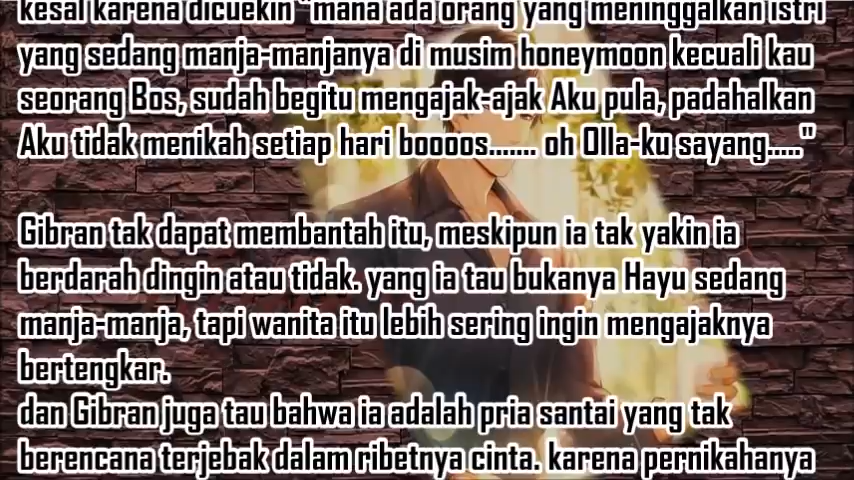 kesal karena dicuekin "mana ada orang yang meninggalkan istri
yang sedang manja-manjanya di musim honeymoon kecuali kau
seorang Bos, sudah begitu mengajak-ajak Aku pula, padahalkan
Aku tidak menikah setiap hari boooos....... oh Olla-ku sayang....."
Gibran tak dapat membantah itu, meskipun ia tak yakin ia
berdarah dingin atau tidak. yang ia tau bukanya Hayu sedang
manja-manja, tapi wanita itu lebih sering ingin mengajaknya
bertengkar.
dan Gibran juga tau bahwa ia adalah pria santai yang tak
berencana terjebak dalam ribetnya cinta. karena pernikahanya